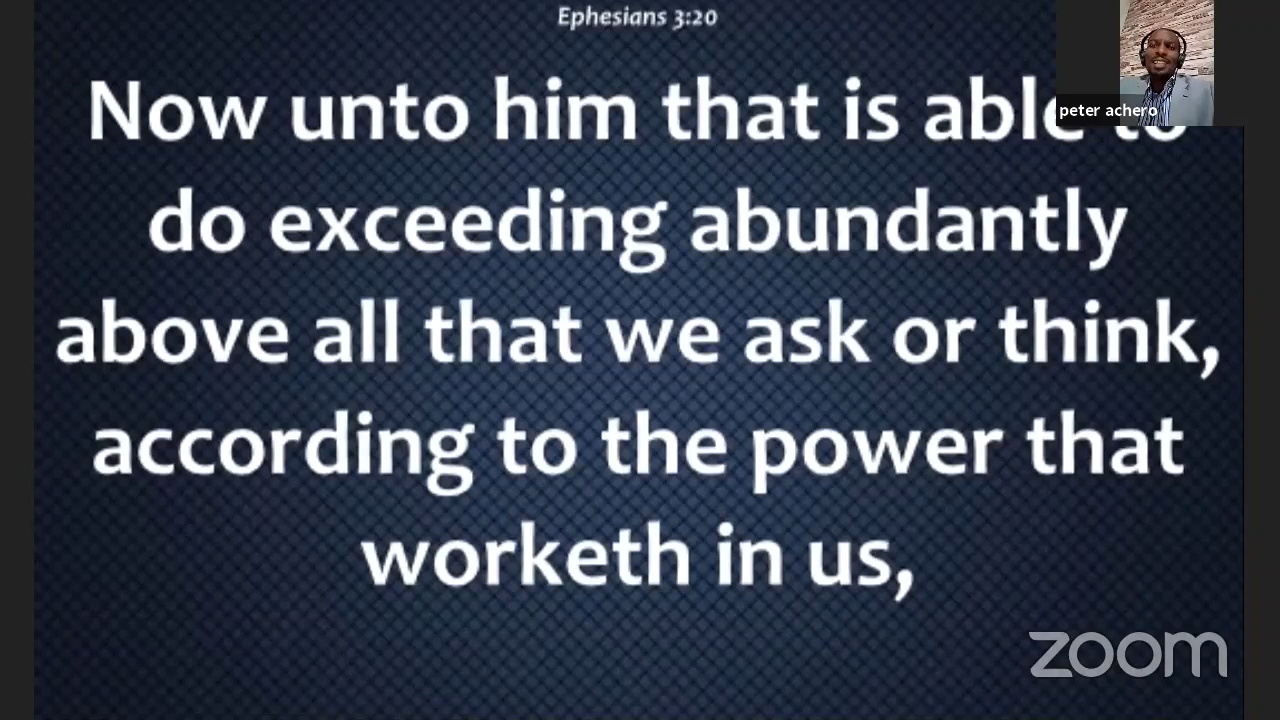 Ephesians 3:20
Now unto him that is able to
do exceeding abundantly
above all that we ask or think,
according to the power that
worketh in us,
peter achero
zoom